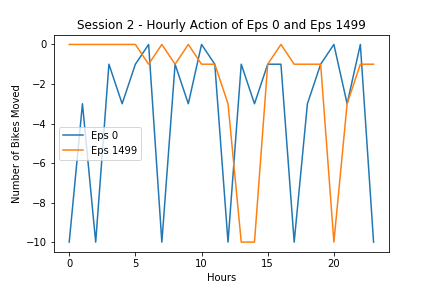 Session 2 - Hourly Action of Eps 0 and Eps 1499
Number of Bikes Moved
0
−2
−4
−6
−8
−10
Eps 0
Eps 1499
0
5
10
15
20
Hours